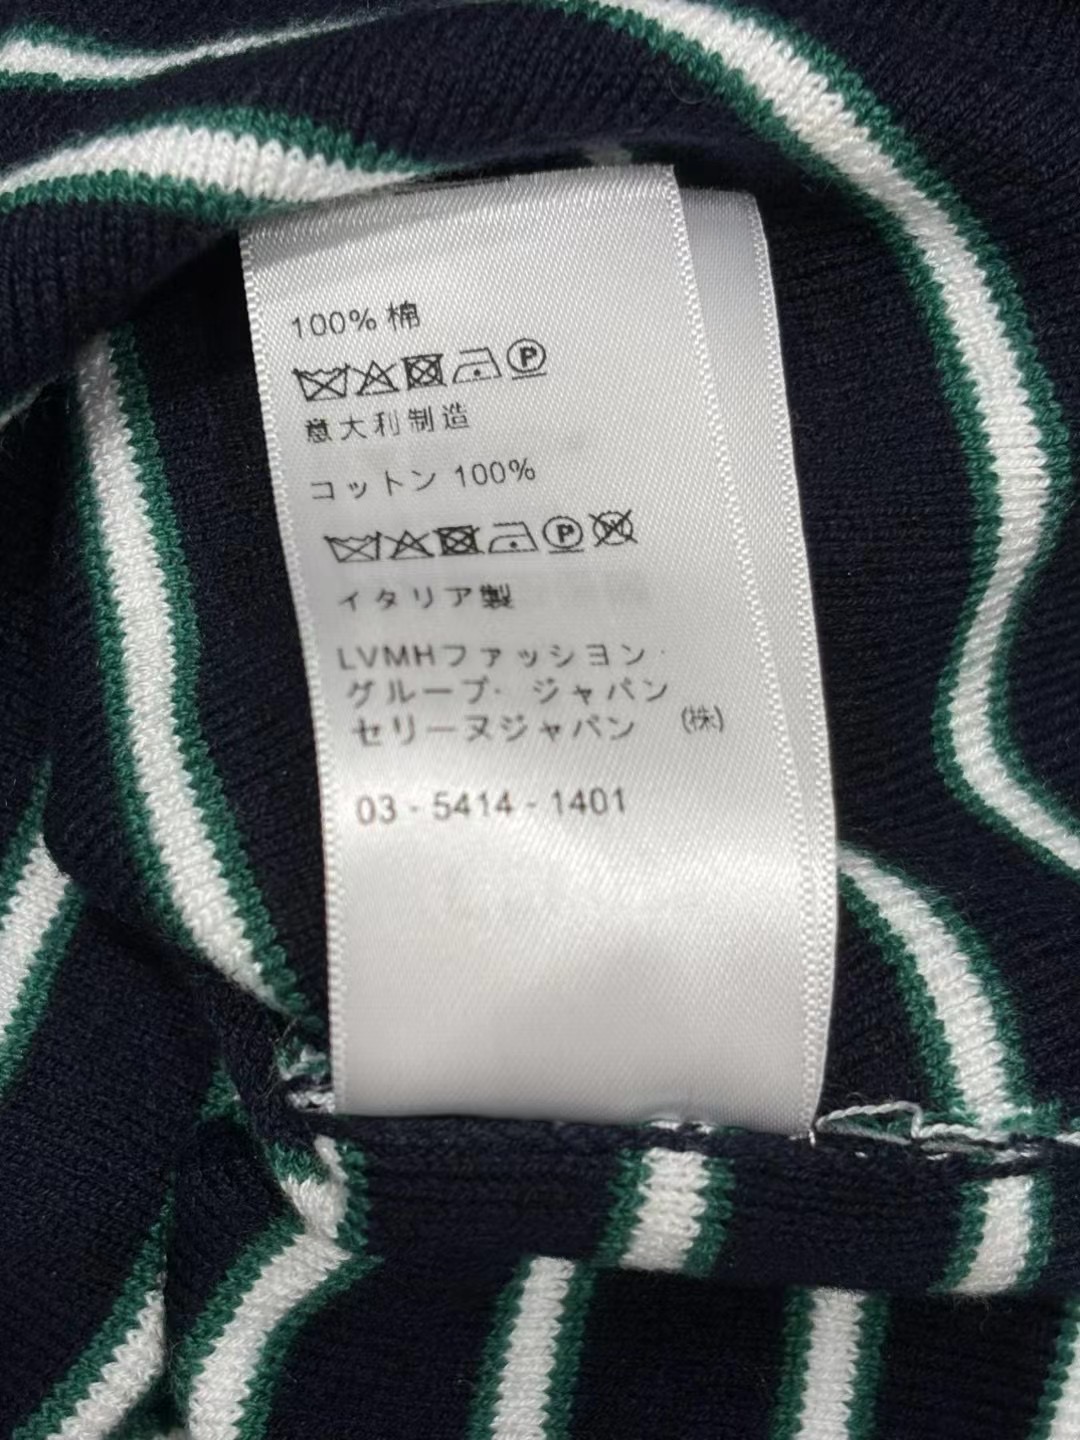 100% 棉
意大利制造
コットン 100%
イタリア製
LVMHファッション・
グループ・ ジャパン
セリーヌジャパン (株)
03 - 5414 - 1401